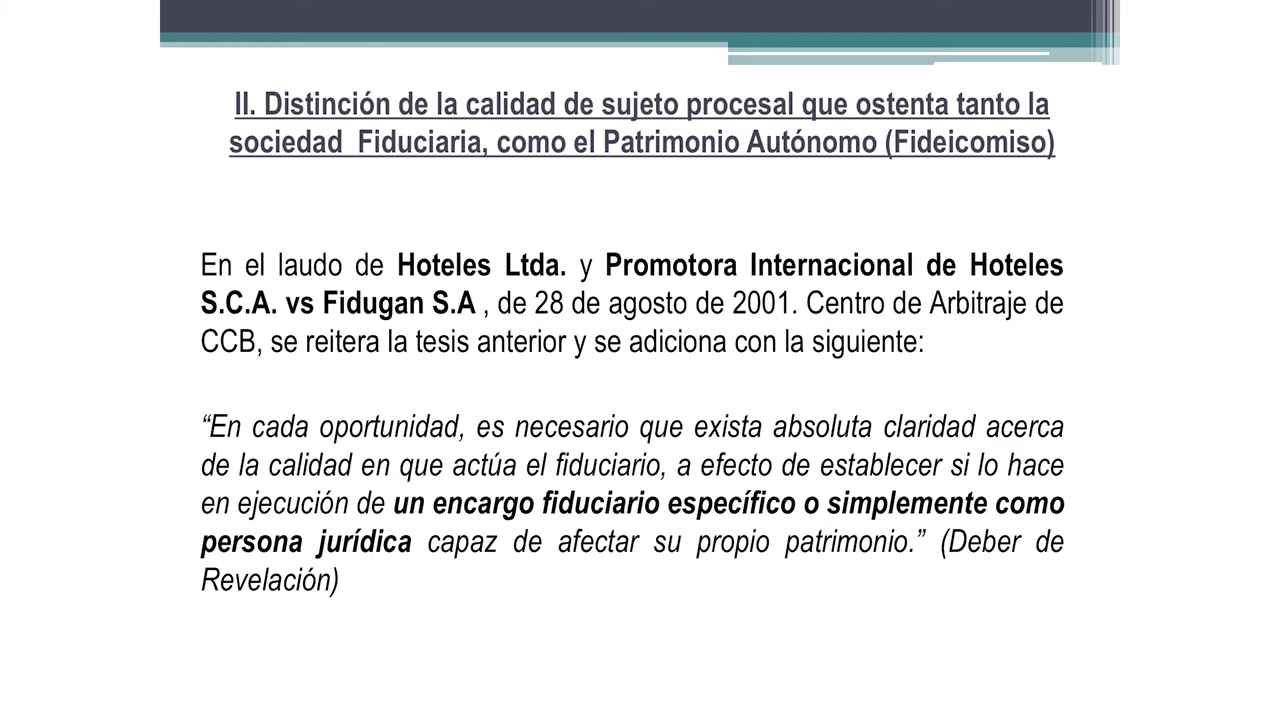 II. Distinción de la calidad de sujeto procesal que ostenta tanto la
sociedad Fiduciaria, como el Patrimonio Autónomo (Fideicomiso)
En el laudo de Hoteles Ltda. y Promotora Internacional de Hoteles
S.C.A. vs Fidugan S.A , de 28 de agosto de 2001. Centro de Arbitraje de
CCB, se reitera la tesis anterior y se adiciona con la siguiente:
“En cada oportunidad, es necesario que exista absoluta claridad acerca
de la calidad en que actúa el fiduciario, a efecto de establecer si lo hace
en ejecución de un encargo fiduciario específico o simplemente como
persona jurídica capaz de afectar su propio patrimonio.” (Deber de
Revelación)